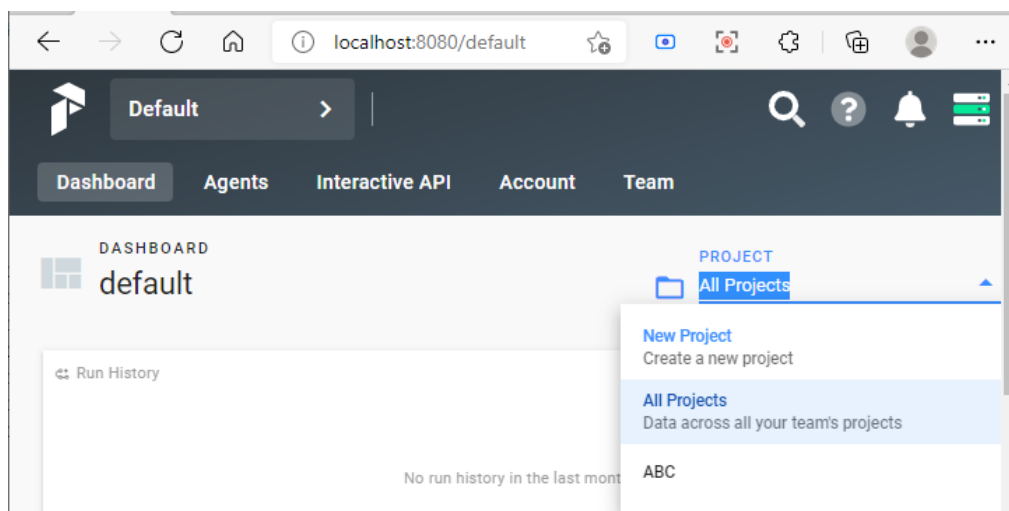 localhost:8080/default
Default
Dashboard Agents Interactive API Account Team
DASHBOARD
default
PROJECT
All Projects
New Project
Create a new project
Run History
All Projects
Data across all your team's projects
No run history in the last mont
ABC